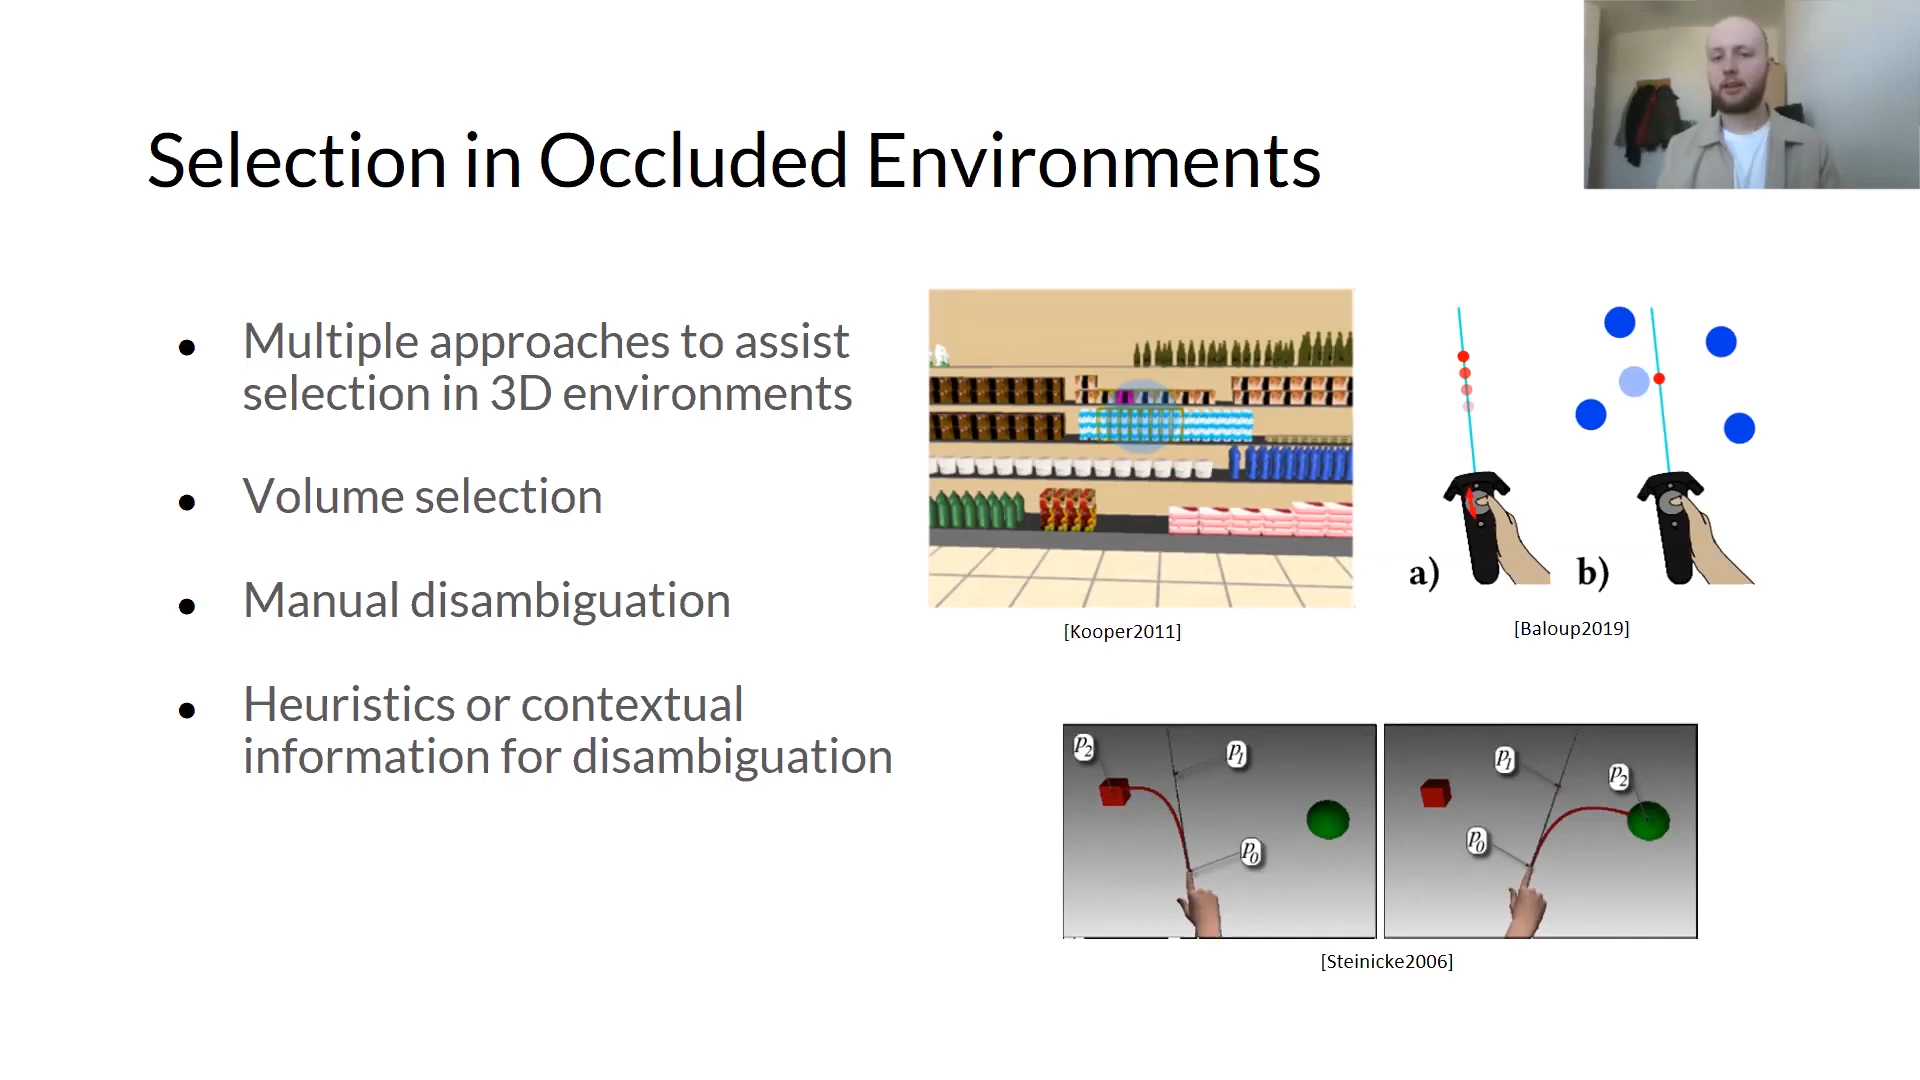 Selection in Occluded Environments
● Multiple approaches to assist
selection in 3D environments
● Volume selection
● Manual disambiguation
● Heuristics or contextual
information for disambiguation
[Kooper2011]
a)
b)
[Baloup2019]
P2
P1
P0
P1
P2
P0
[Steinicke2006]